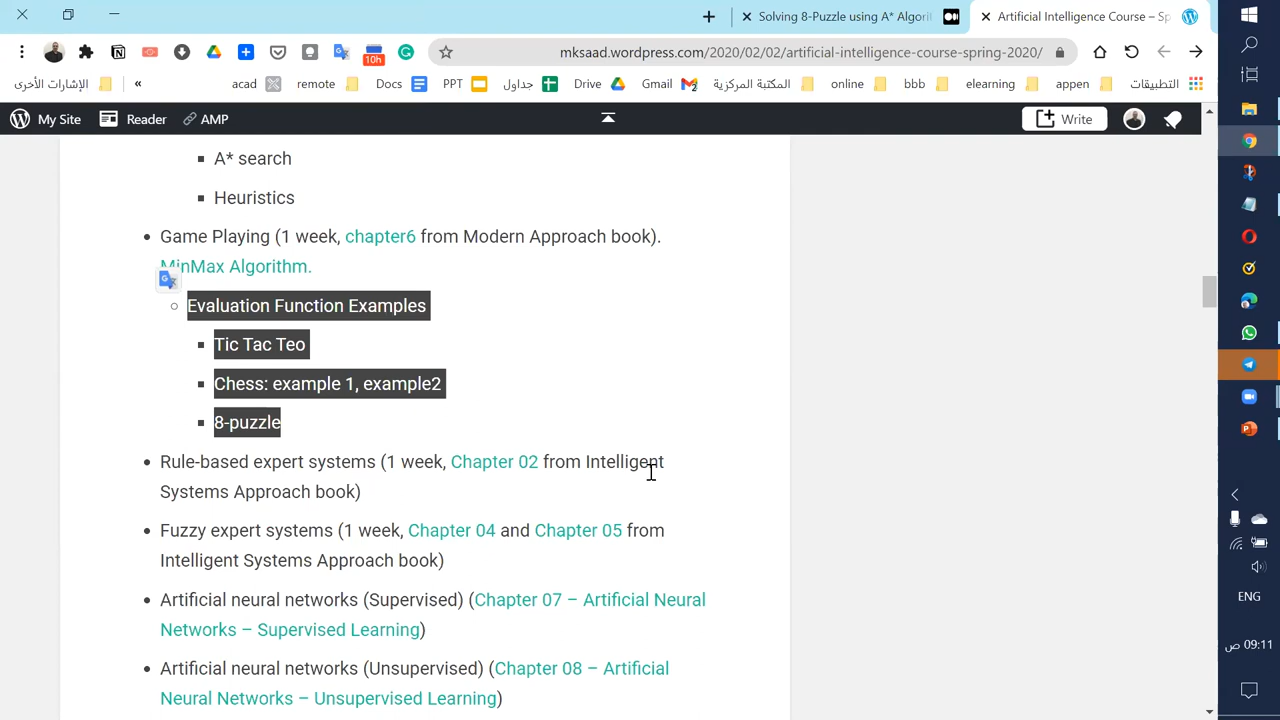 Solving 8-Puzzle using A* Algori
Artificial Intelligence Course – Sp
10h
mksaad.wordpress.com/2020/02/02/artificial-intelligence-course-spring-2020/
الإشارات الأخرى
«
acad
remote
Docs
PPT
جداول
Drive
Gmail
المكتبة المركزية
online
bbb
elearning
appen
التطبيقات
My Site
Reader
AMP
Write
▪ A* search
▪ Heuristics
• Game Playing (1 week, chapter6 from Modern Approach book).
MinMax Algorithm.
○ Evaluation Function Examples
▪ Tic Tac Teo
▪ Chess: example 1, example2
▪ 8-puzzle
• Rule-based expert systems (1 week, Chapter 02 from Intelligent
Systems Approach book)
• Fuzzy expert systems (1 week, Chapter 04 and Chapter 05 from
Intelligent Systems Approach book)
• Artificial neural networks (Supervised) (Chapter 07 – Artificial Neural
Networks – Supervised Learning)
• Artificial neural networks (Unsupervised) (Chapter 08 – Artificial
Neural Networks – Unsupervised Learning)
ENG
09:11 ص